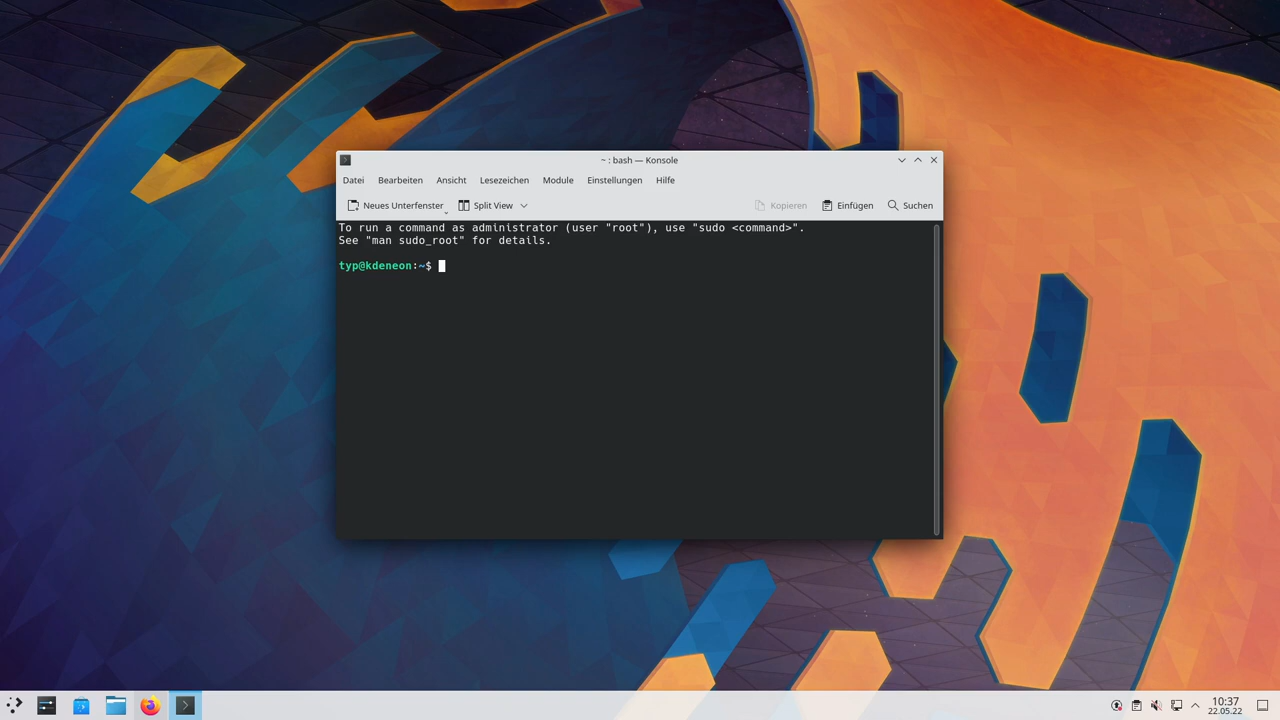 ~ : bash — Konsole
Datei Bearbeiten Ansicht Lesezeichen Module Einstellungen Hilfe
Neues Unterfenster Split View Kopieren Einfügen Suchen
To run a command as administrator (user "root"), use "sudo <command>".
See "man sudo_root" for details.
typ@kdeneon:~$
10:37
22.05.22